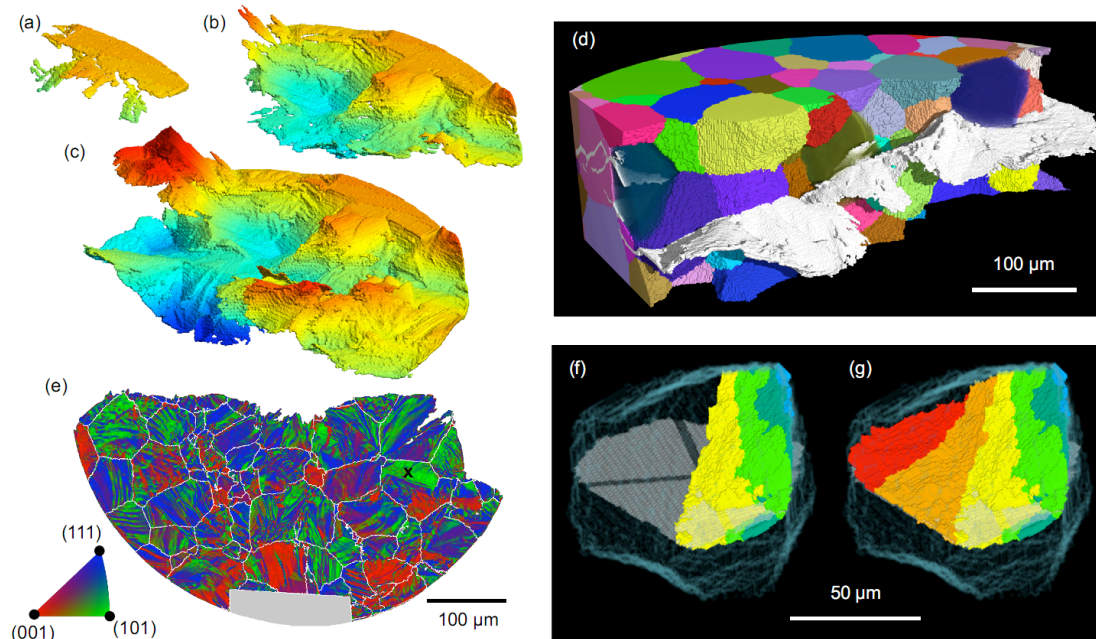 (a)
(b)
(c)
(d)
100 µm
(e)
x
(111)
(001)
(101)
100 µm
(f)
(g)
50 µm